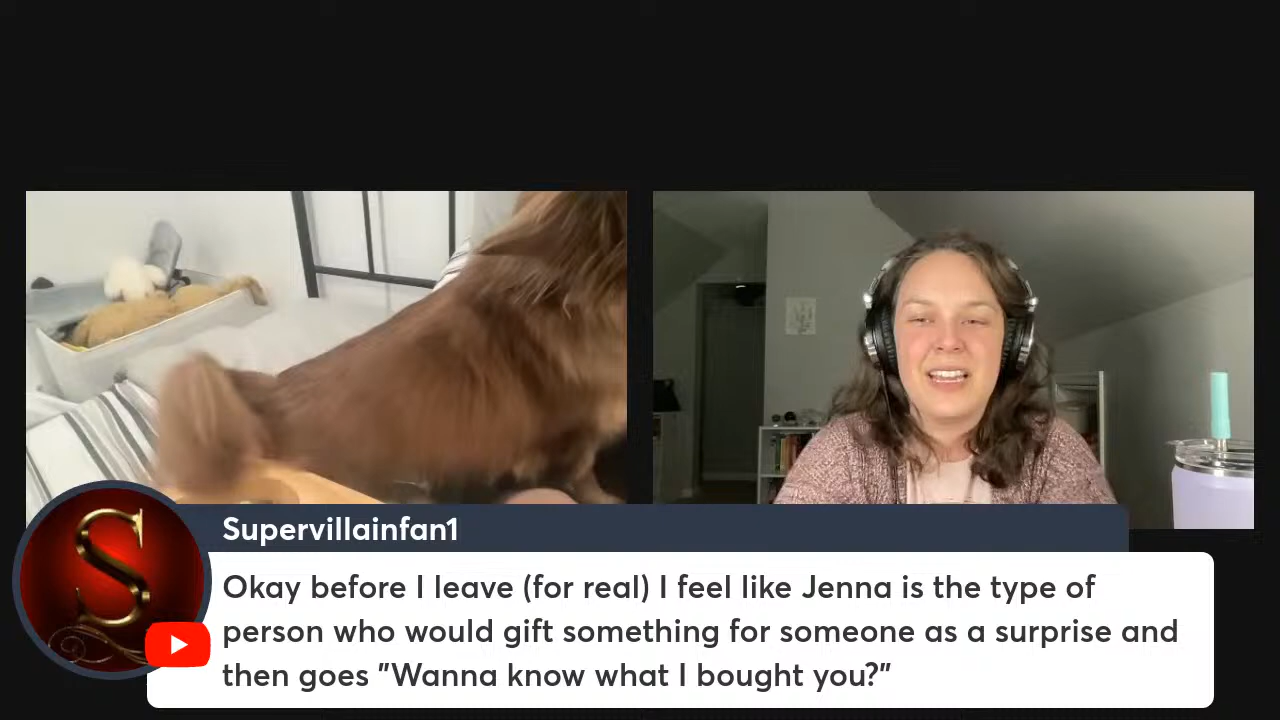 Supervillainfan1
Okay before I leave (for real) I feel like Jenna is the type of
person who would gift something for someone as a surprise and
then goes "Wanna know what I bought you?"
S